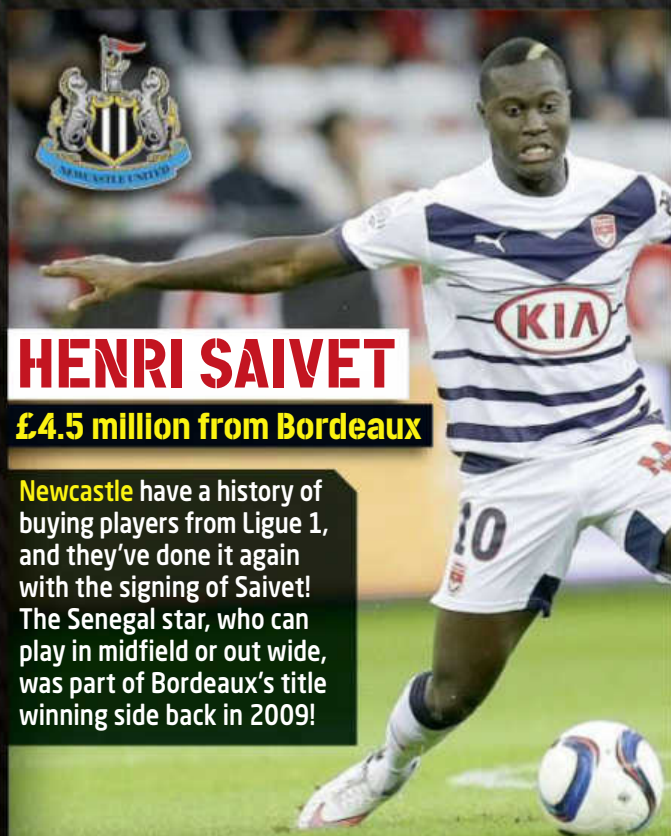 NEWCASTLE UNITED
HENRI SAIVET
£4.5 million from Bordeaux
Newcastle have a history of
buying players from Ligue 1,
and they've done it again
with the signing of Saivet!
The Senegal star, who can
play in midfield or out wide,
was part of Bordeaux's title
winning side back in 2009!
KIA
10